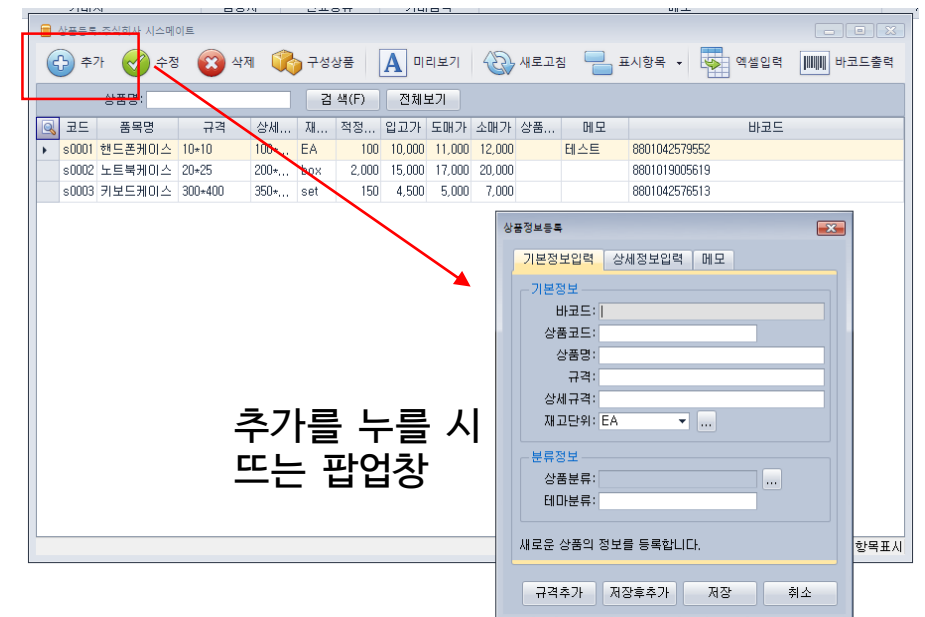 상품등록 주식회사 시스메이트
추가 수정 삭제 구성상품 미리보기 새로고침 표시항목 엑셀입력 바코드출력
상품명: 검 색(F) 전체보기
코드 품목명 규격 상세... 재... 적정... 입고가 도매가 소매가 상품... 메모 바코드
s0001 핸드폰케이스 10*10 100*... EA 100 10,000 11,000 12,000 테스트 8801042579552
s0002 노트북케이스 20*25 200*... box 2,000 15,000 17,000 20,000 8801019005619
s0003 키보드케이스 300*400 350*... set 150 4,500 5,000 7,000 8801042576513
상품정보등록
기본정보입력 상세정보입력 메모
기본정보
바코드:
상품코드:
상품명:
규격:
상세규격:
재고단위: EA ...
분류정보
상품분류: ...
테마분류:
새로운 상품의 정보를 등록합니다.
규격추가 저장후추가 저장 취소
추가를 누를 시
뜨는 팝업창
항목표시